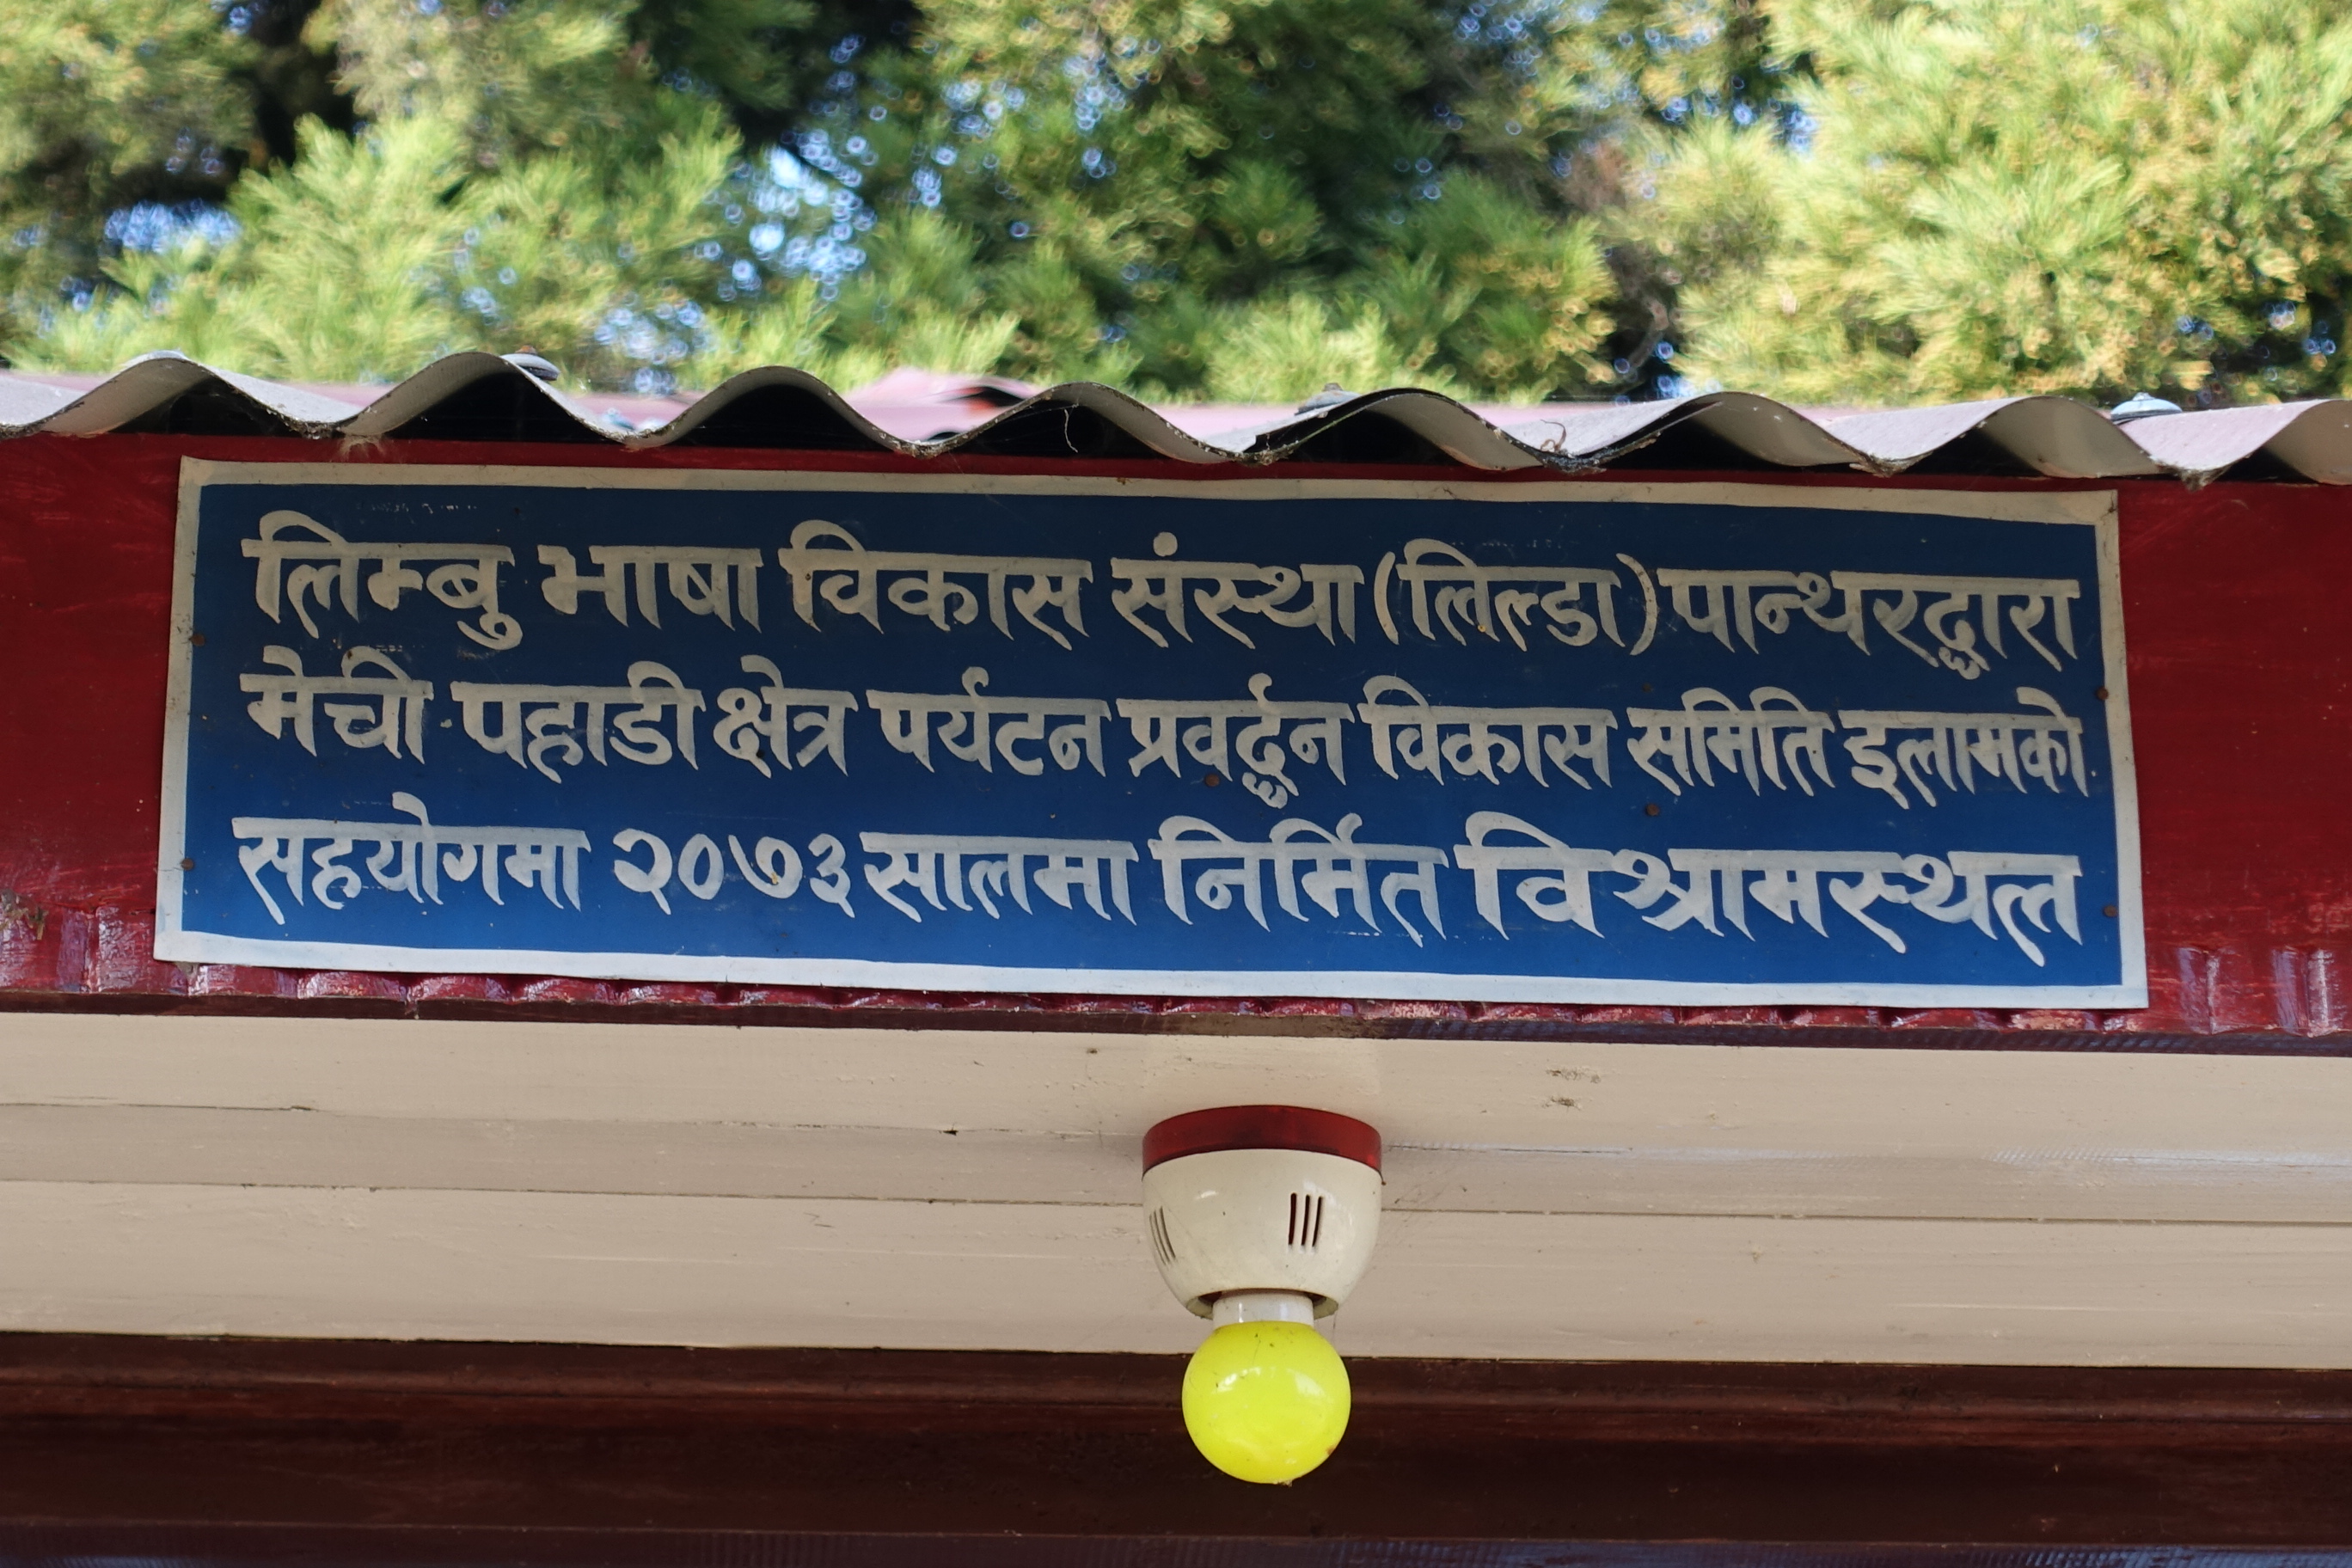 लिम्बु भाषा विकास संस्था (लिल्डा) पान्थरद्वारा
मेची पहाडी क्षेत्र पर्यटन प्रवर्द्धन विकास समिति इलामको
सहयोगमा २०७३ सालमा निर्मित विश्रामस्थल